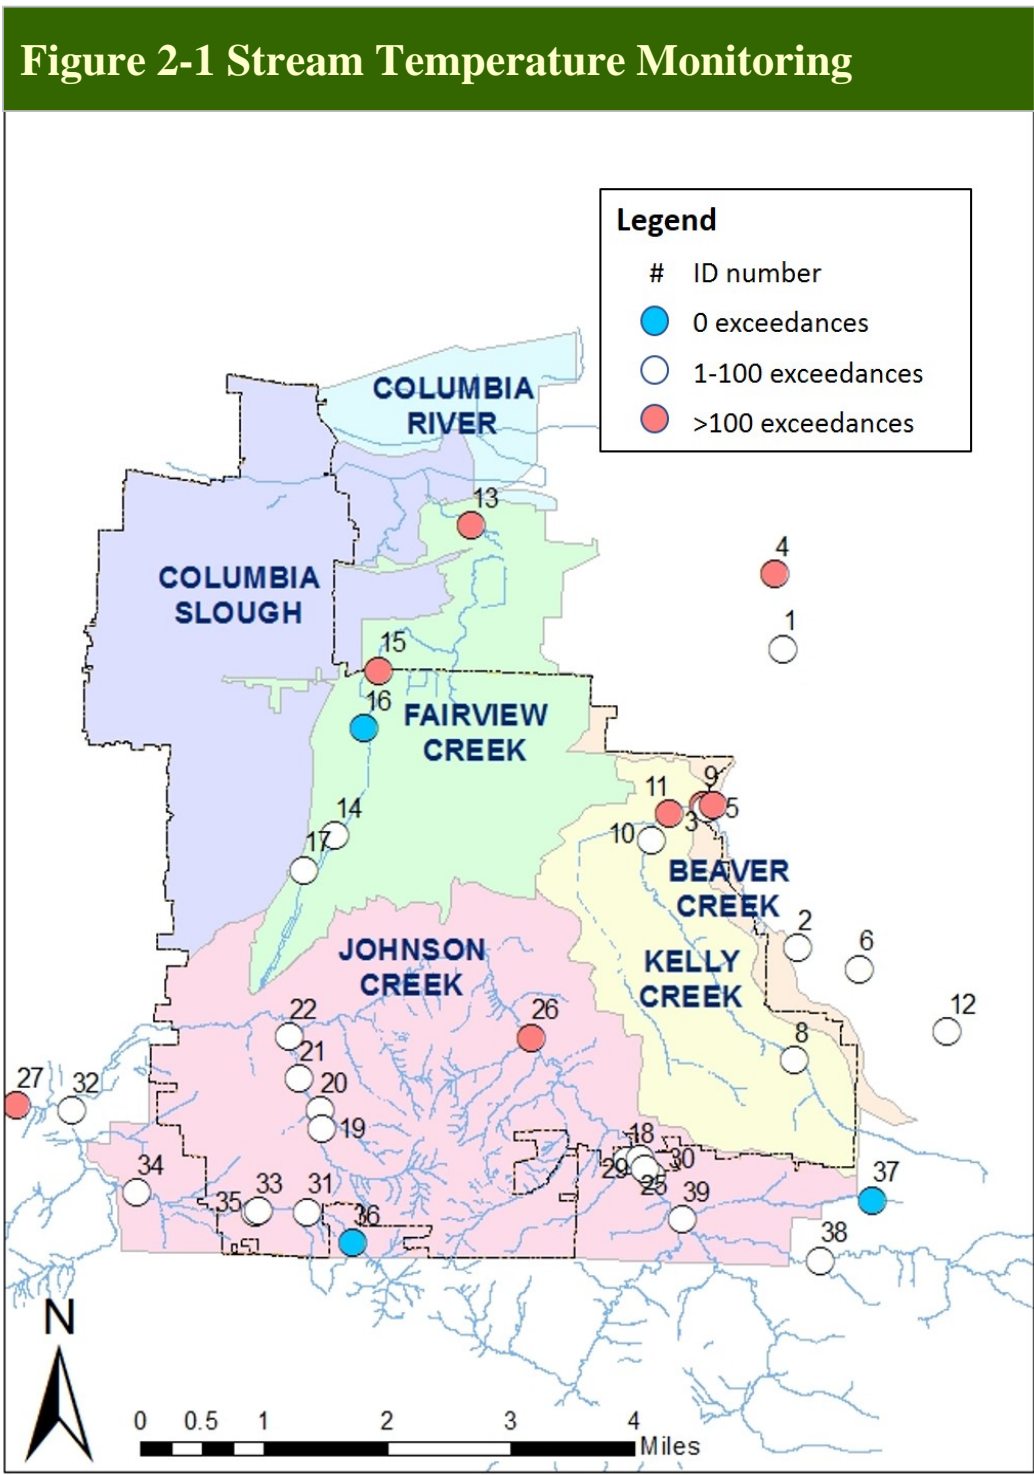 Figure 2-1 Stream Temperature Monitoring
Legend
# ID number
0 exceedances
1-100 exceedances
>100 exceedances
COLUMBIA
RIVER
13
4
COLUMBIA
SLOUGH
1
15
16
FAIRVIEW
CREEK
9
11
5
3
14
10
17
BEAVER
CREEK
2
6
JOHNSON
CREEK
KELLY
CREEK
22
26
12
8
21
27
32
20
19
18
29
30
25
34
33
35
31
36
39
37
38
N
0 0.5 1 2 3 4
Miles